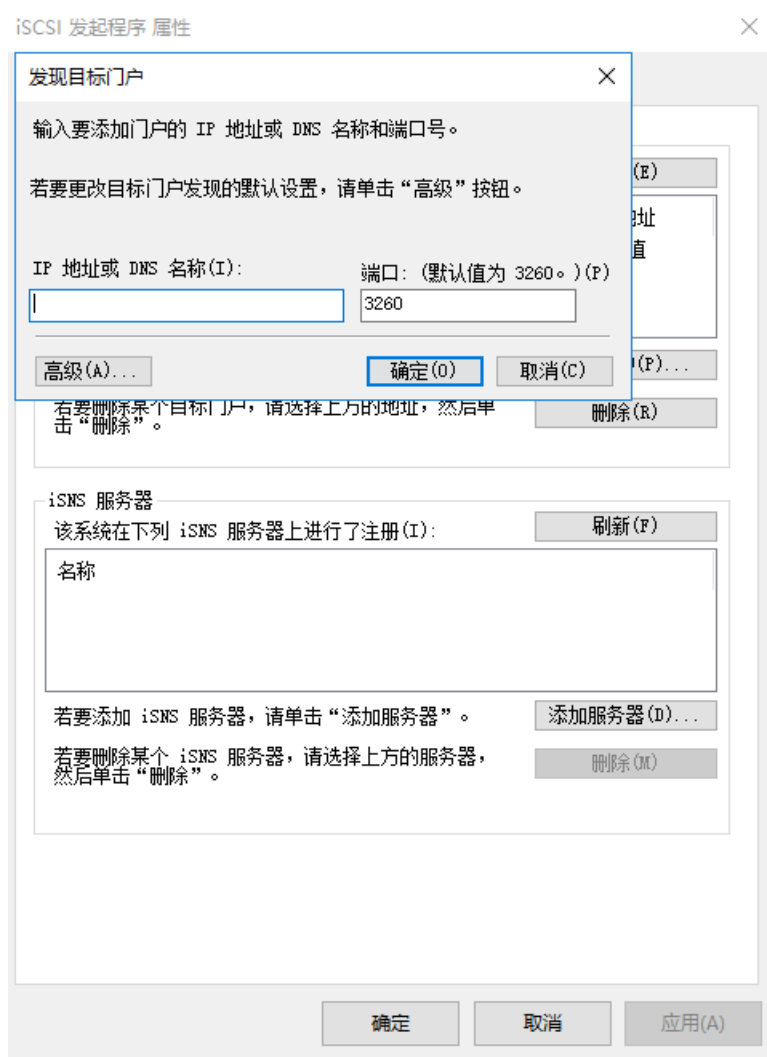 iSCSI 发起程序 属性
发现目标门户
输入要添加门户的 IP 地址或 DNS 名称和端口号。
若要更改目标门户发现的默认设置，请单击“高级”按钮。
(E)
地址
值
IP 地址或 DNS 名称(I):
端口: (默认值为 3260。)(P)
3260
高级(A)...
确定(O)
取消(C)
(P)...
若要删除某个目标门户，请选择上方的地址，然后单
击“删除”。
删除(R)
iSNS 服务器
该系统在下列 iSNS 服务器上进行了注册(I):
刷新(F)
名称
若要添加 iSNS 服务器，请单击“添加服务器”。
添加服务器(D)...
若要删除某个 iSNS 服务器，请选择上方的服务器，
然后单击“删除”。
删除(M)
确定
取消
应用(A)